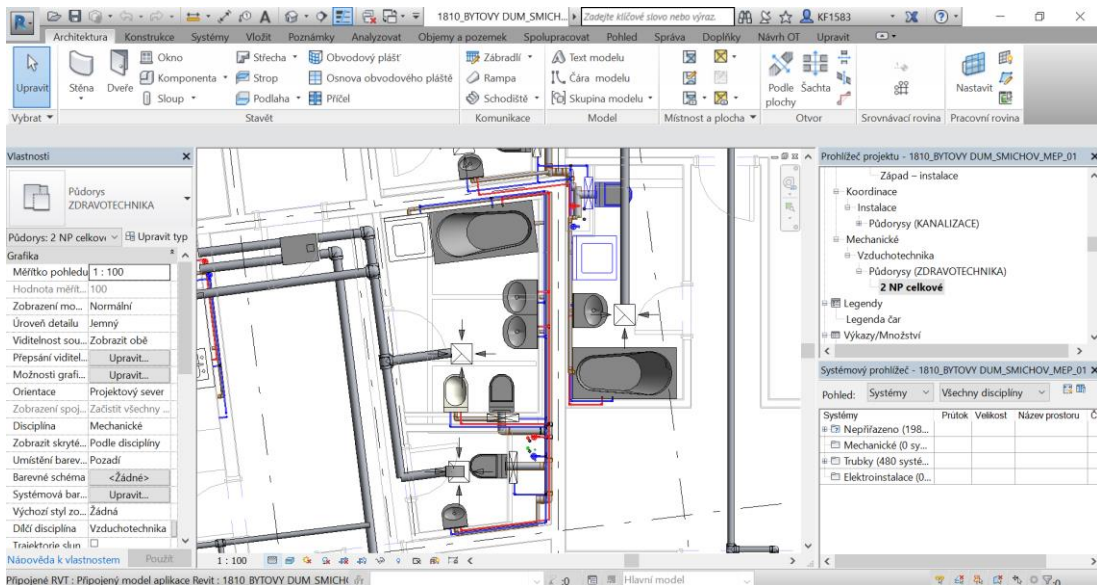 R
A
1810_BYTOVÝ DUM_SMICH...
Zadejte klíčové slovo nebo výraz.
KF1583
Architektura Konstrukce Systémy Vložit Poznámky Analyzovat Objemy a pozemek Spolupracovat Pohled Správa Doplňky Návrh OT Upravit
Upravit
Stěna
Dveře
Okno
Komponenta
Sloup
Střecha
Strop
Podlaha
Obvodový plášť
Osnova obvodového pláště
Příčel
Zábradlí
Rampa
Schodiště
Text modelu
Čára modelu
Skupina modelu
Podle plochy
Šachta
Nastavit
Vybrat Stavět Komunikace Model Místnost a plocha Otvor Srovnávací rovina Pracovní rovina
Vlastnosti
Půdorys
ZDRAVOTECHNIKA
Půdorys: 2 NP celkové Upravit typ
Grafika
Měřítko pohledu 1 : 100
Hodnota měřít... 100
Zobrazení mo... Normální
Úroveň detailu Jemný
Viditelnost sou... Zobrazit obě
Přepsání viditel... Upravit...
Možnosti grafi... Upravit...
Orientace Projektový sever
Zobrazení spoj... Začistit všechny ...
Disciplína Mechanické
Zobrazit skryté... Podle disciplíny
Umístění barev... Pozadí
Barevné schéma <Žádné>
Systémová bar... Upravit...
Výchozí styl zo... Žádná
Dílčí disciplína Vzduchotechnika
Trajektorie slun...
Nápověda k vlastnostem Použít
1 : 100
Prohlížeč projektu - 1810_BYTOVY DUM_SMICHOV_MEP_01
Západ – instalace
Koordinace
Instalace
Půdorysy (KANALIZACE)
Mechanické
Vzduchotechnika
Půdorysy (ZDRAVOTECHNIKA)
2 NP celkové
Legendy
Legenda čar
Výkazy/Množství
Systémový prohlížeč - 1810_BYTOVY DUM_SMICHOV_MEP_01
Pohled: Systémy Všechny disciplíny
Systémy Průtok Velikost Název prostoru Č
Nepřiřazeno (198...
Mechanické (0 sy...
Trubky (480 systé...
Elektroinstalace (0...
Připojené RVT : Připojený model aplikace Revit : 1810 BYTOVY DUM SMICH
:0
Hlavní model
:0